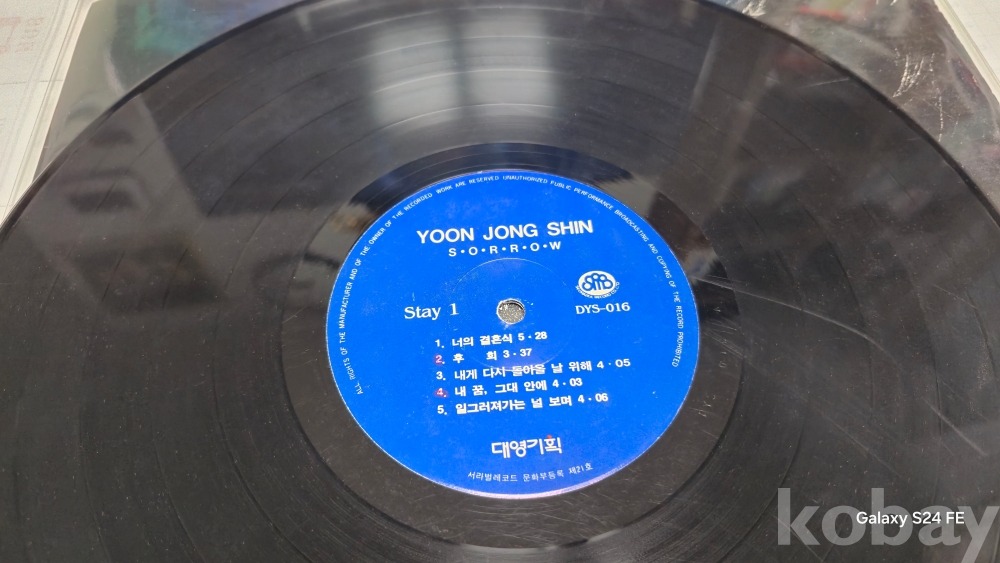 ALL RIGHTS OF THE MANUFACTURER AND OF THE OWNER OF THE RECORDED WORK ARE RESERVED UNAUTHORIZED PUBLIC PERFORMANCE BROADCASTING AND COPYING OF THE RECORD PROHIBITED
YOON JONG SHIN
S•O•R•R•O•W
Stay 1
DYS-016
1. 너의 결혼식 5·28
2. 후 회 3·37
3. 내게 다시 돌아올 날 위해 4·05
4. 내 꿈, 그대 안에 4·03
5. 일그러져가는 널 보며 4·06
대영기획
서라벌레코드 문화부등록 제21호
kobay
Galaxy S24 FE